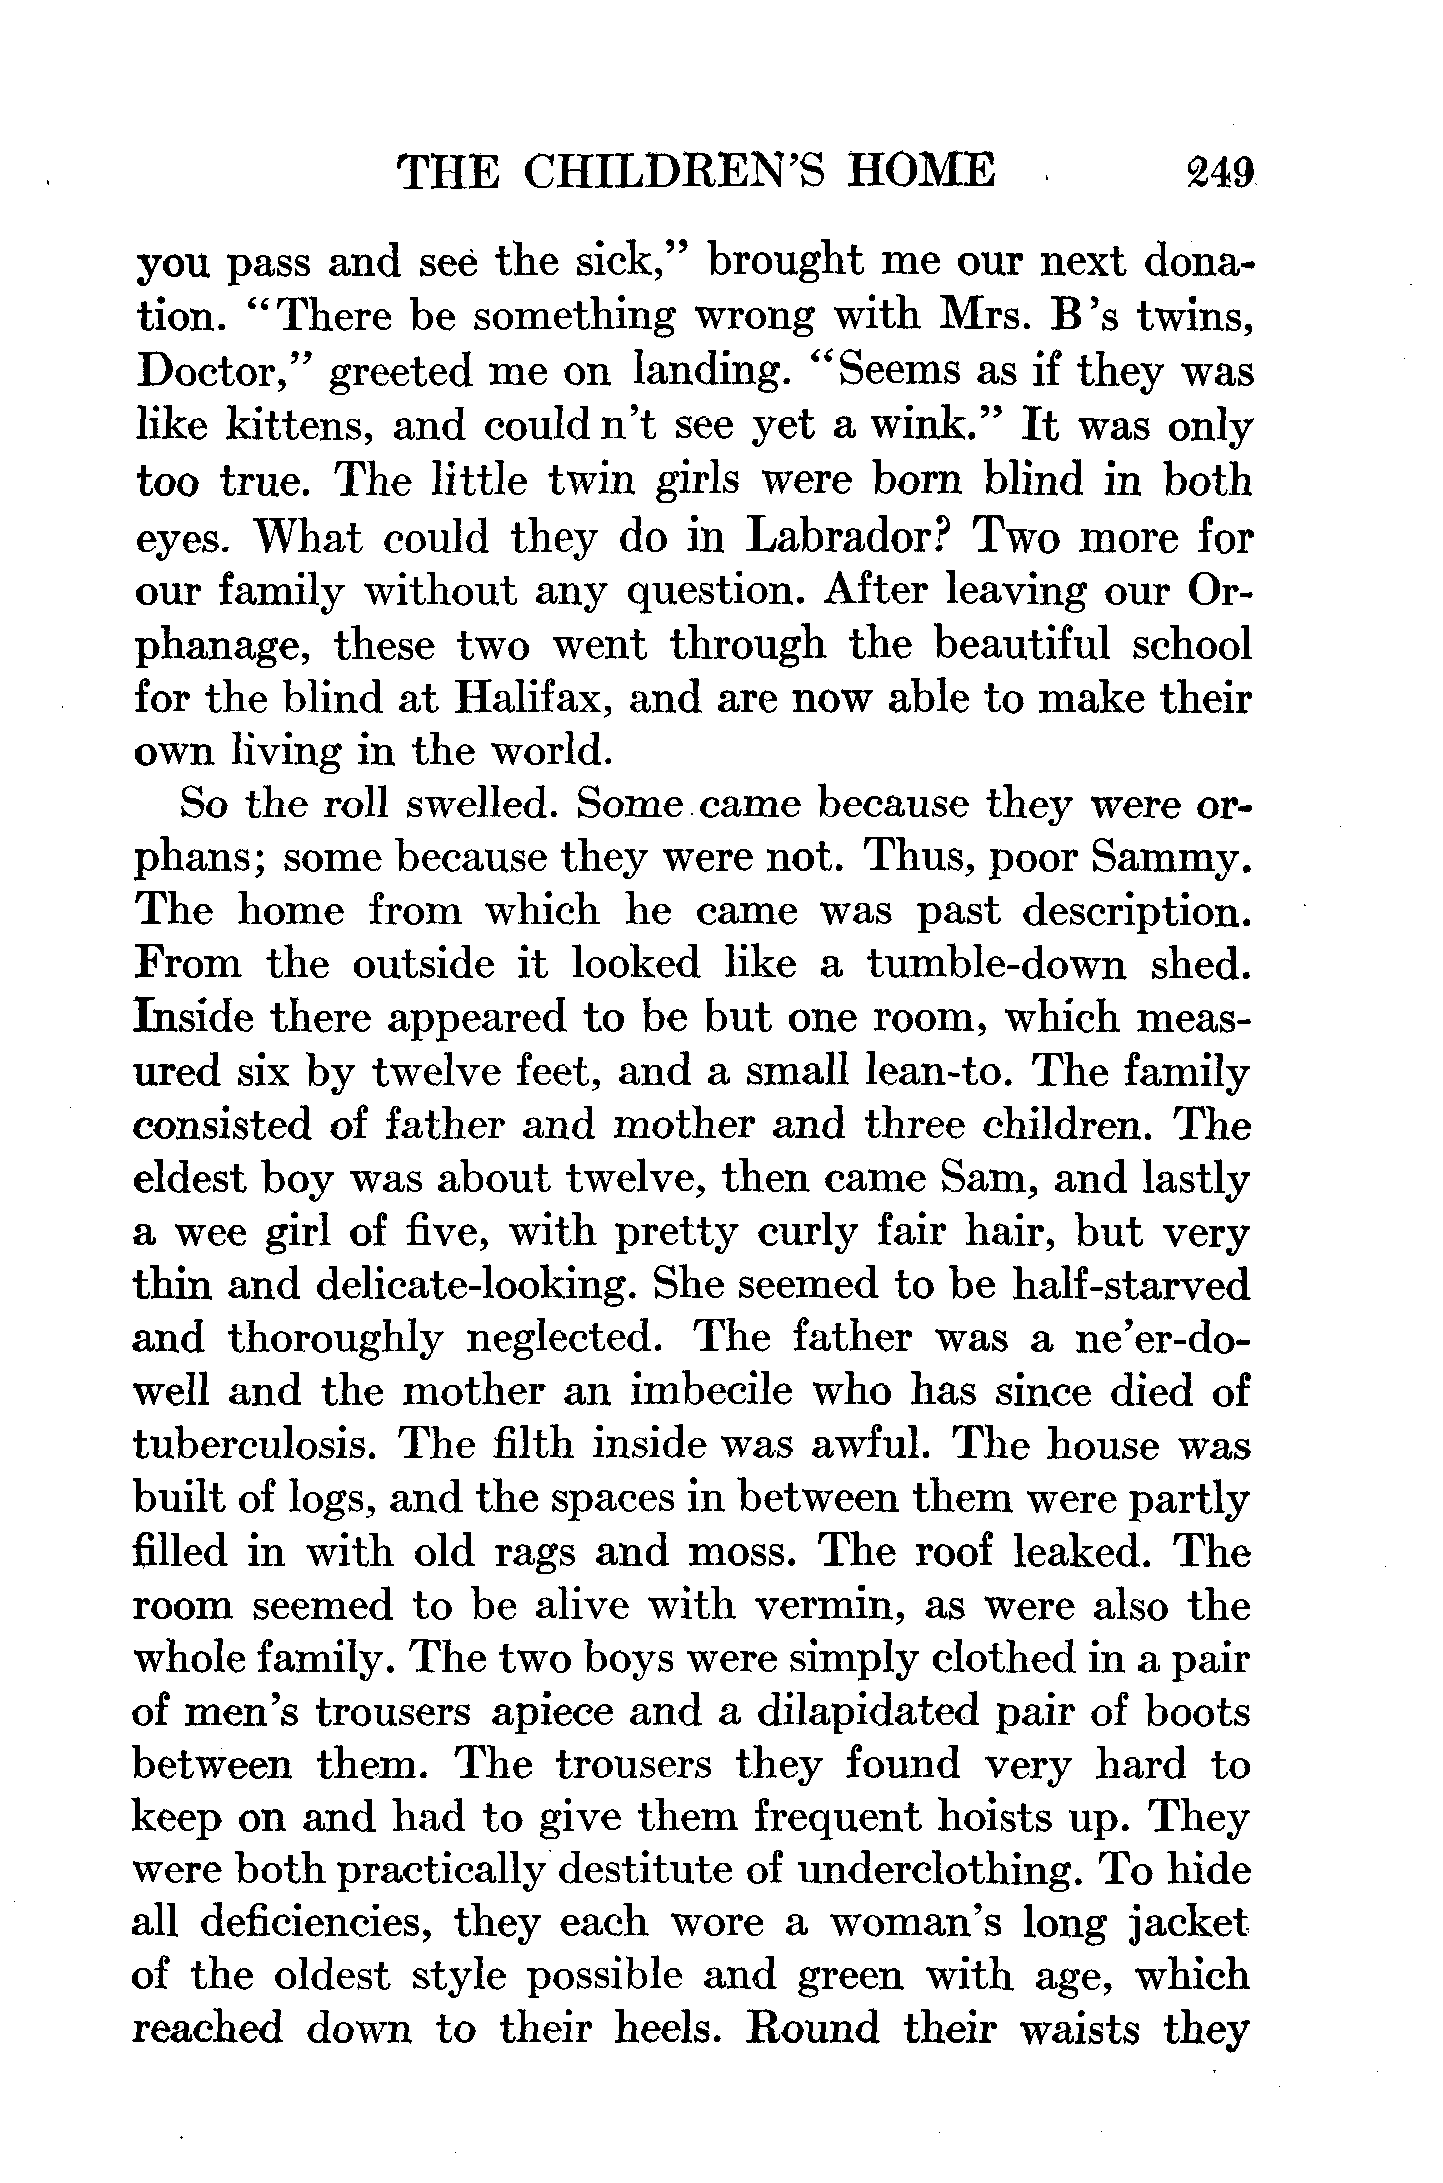 THE CHILDREN'S HOME 249
you pass and see the sick,” brought me our next dona-
tion. “There be something wrong with Mrs. B's twins,
Doctor,” greeted me on landing. “Seems as if they was
like kittens, and could n't see yet a wink.” It was only
too true. The little twin girls were born blind in both
eyes. What could they do in Labrador? Two more for
our family without any question. After leaving our Or-
phanage, these two went through the beautiful school
for the blind at Halifax, and are now able to make their
own living in the world.
So the roll swelled. Some came because they were or-
phans; some because they were not. Thus, poor Sammy.
The home from which he came was past description.
From the outside it looked like a tumble-down shed.
Inside there appeared to be but one room, which meas-
ured six by twelve feet, and a small lean-to. The family
consisted of father and mother and three children. The
eldest boy was about twelve, then came Sam, and lastly
a wee girl of five, with pretty curly fair hair, but very
thin and delicate-looking. She seemed to be half-starved
and thoroughly neglected. The father was a ne'er-do-
well and the mother an imbecile who has since died of
tuberculosis. The filth inside was awful. The house was
built of logs, and the spaces in between them were partly
filled in with old rags and moss. The roof leaked. The
room seemed to be alive with vermin, as were also the
whole family. The two boys were simply clothed in a pair
of men's trousers apiece and a dilapidated pair of boots
between them. The trousers they found very hard to
keep on and had to give them frequent hoists up. They
were both practically destitute of underclothing. To hide
all deficiencies, they each wore a woman's long jacket
of the oldest style possible and green with age, which
reached down to their heels. Round their waists they